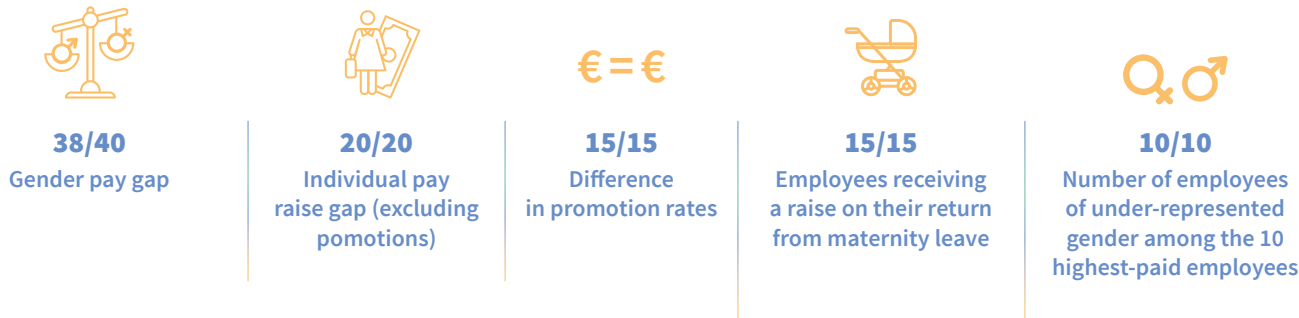 € = €
38/40
Gender pay gap
20/20
Individual pay
raise gap (excluding
pomotions)
15/15
Difference
in promotion rates
15/15
Employees receiving
a raise on their return
from maternity leave
10/10
Number of employees
of under-represented
gender among the 10
highest-paid employees